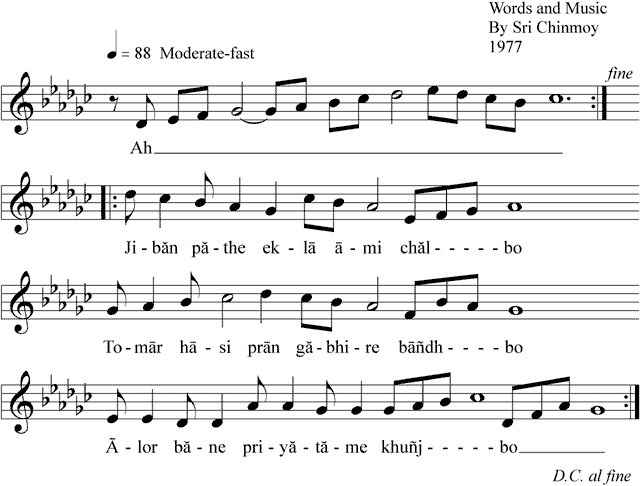 Words and Music
By Sri Chinmoy
1977
♩ = 88 Moderate-fast
fine
Ah
Ji - băn pă - the ek - lā ā - mi chăl - - - - - bo
To - mār hā - si prān gă - bhi - re bāñdh - - - - bo
Ā - lor bă - ne pri - yă - tă - me khuñj - - - - - - bo
D.C. al fine